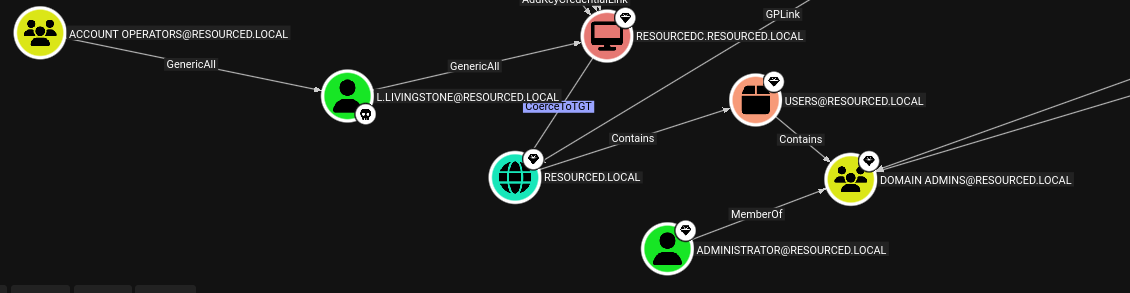 AddKeyCredentialLink
GPLink
ACCOUNT OPERATORS@RESOURCED.LOCAL
RESOURCEDC.RESOURCED.LOCAL
GenericAll
GenericAll
L.LIVINGSTONE@RESOURCED.LOCAL
CoerceToTGT
USERS@RESOURCED.LOCAL
Contains
Contains
RESOURCED.LOCAL
DOMAIN ADMINS@RESOURCED.LOCAL
MemberOf
ADMINISTRATOR@RESOURCED.LOCAL